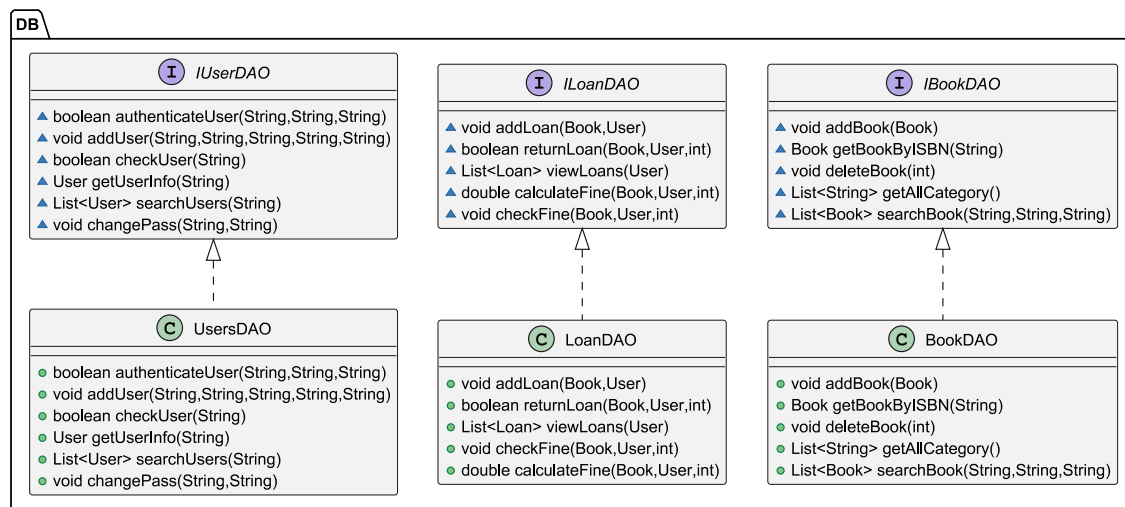 DB
I IUserDAO
boolean authenticateUser(String,String,String)
void addUser(String,String,String,String,String)
boolean checkUser(String)
User getUserInfo(String)
List<User> searchUsers(String)
void changePass(String,String)
I ILoanDAO
void addLoan(Book,User)
boolean returnLoan(Book,User,int)
List<Loan> viewLoans(User)
double calculateFine(Book,User,int)
void checkFine(Book,User,int)
I IBookDAO
void addBook(Book)
Book getBookByISBN(String)
void deleteBook(int)
List<String> getAllCategory()
List<Book> searchBook(String,String,String)
C UsersDAO
boolean authenticateUser(String,String,String)
void addUser(String,String,String,String,String)
boolean checkUser(String)
User getUserInfo(String)
List<User> searchUsers(String)
void changePass(String,String)
C LoanDAO
void addLoan(Book,User)
boolean returnLoan(Book,User,int)
List<Loan> viewLoans(User)
void checkFine(Book,User,int)
double calculateFine(Book,User,int)
C BookDAO
void addBook(Book)
Book getBookByISBN(String)
void deleteBook(int)
List<String> getAllCategory()
List<Book> searchBook(String,String,String)